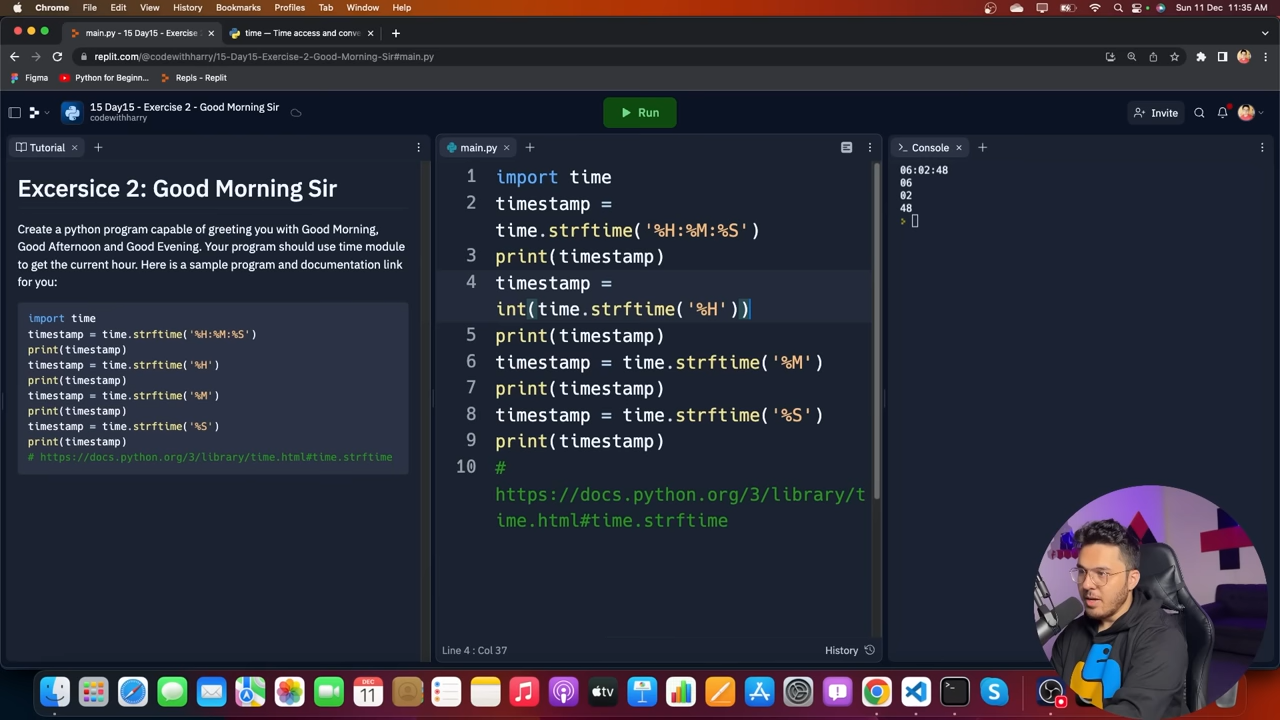 Chrome File Edit View History Bookmarks Profiles Tab Window Help Sun 11 Dec 11:35 AM
main.py - 15 Day15 - Exercise time — Time access and conve
replit.com/@codewithharry/15-Day15-Exercise-2-Good-Morning-Sir#main.py
Figma Python for Beginn... Repls - Replit
15 Day15 - Exercise 2 - Good Morning Sir
codewithharry
Run
Invite
Tutorial
Excersice 2: Good Morning Sir
Create a python program capable of greeting you with Good Morning,
Good Afternoon and Good Evening. Your program should use time module
to get the current hour. Here is a sample program and documentation link
for you:
import time
timestamp = time.strftime('%H:%M:%S')
print(timestamp)
timestamp = time.strftime('%H')
print(timestamp)
timestamp = time.strftime('%M')
print(timestamp)
timestamp = time.strftime('%S')
print(timestamp)
# https://docs.python.org/3/library/time.html#time.strftime
main.py
1 import time
2 timestamp =
time.strftime('%H:%M:%S')
3 print(timestamp)
4 timestamp =
int(time.strftime('%H'))
5 print(timestamp)
6 timestamp = time.strftime('%M')
7 print(timestamp)
8 timestamp = time.strftime('%S')
9 print(timestamp)
10 #
https://docs.python.org/3/library/t
ime.html#time.strftime
Line 4 : Col 37
History
Console
06:02:48
06
02
48
DEC
11
tv